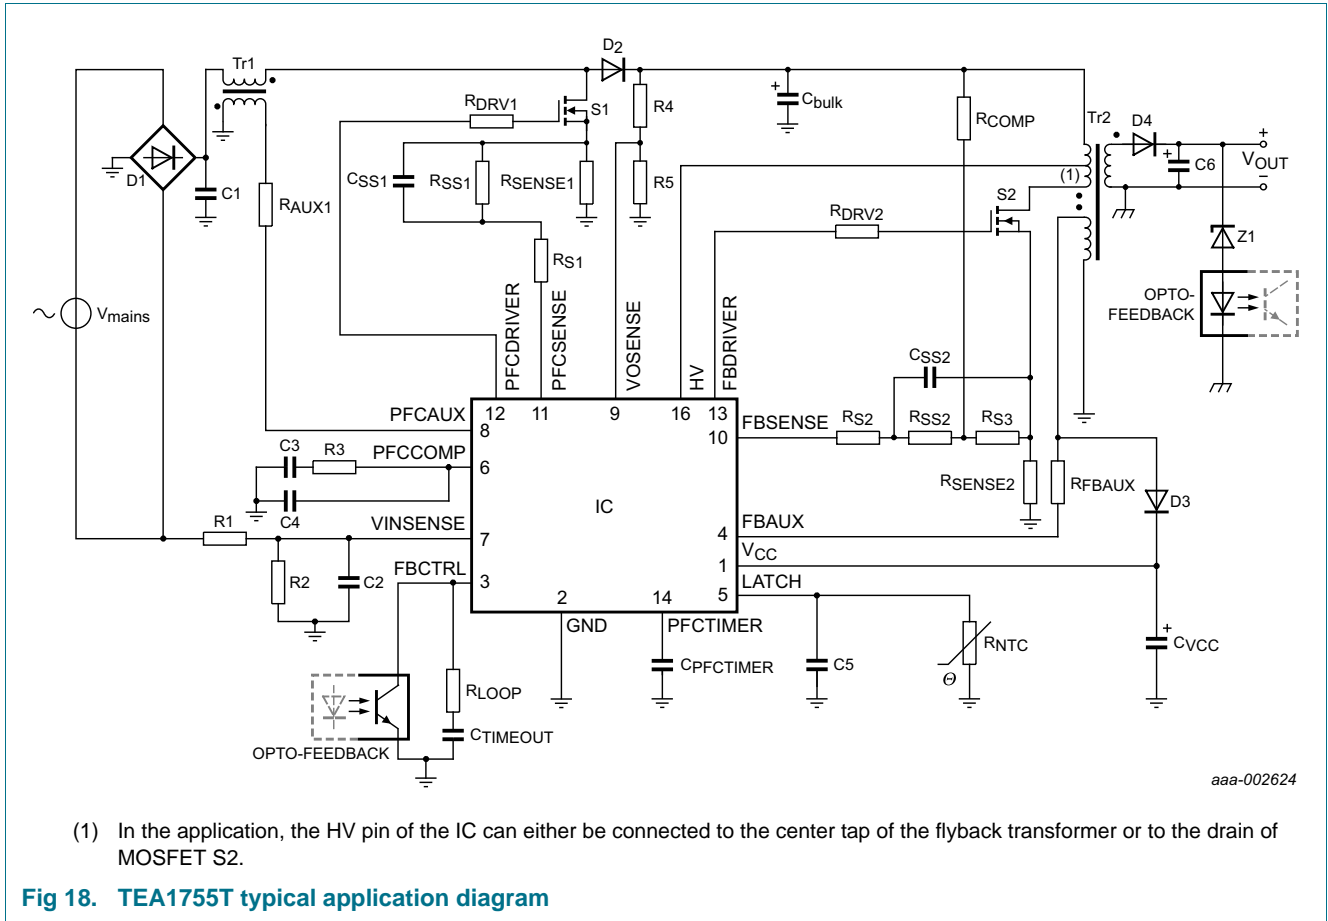 D2
Tr1
RDRV1
S1
R4
Cbulk
RCOMP
Tr2
D4
+
VOUT
−
C6
D1
C1
RAUX1
CSS1
RSS1
RSENSE1
R5
(1)
S2
RDRV2
RS1
Z1
OPTO-
FEEDBACK
~
Vmains
PFCDRIVER
PFCSENSE
VOSENSE
HV
FBDRIVER
CSS2
PFCAUX
12
11
9
16
13
8
10
FBSENSE
RS2
RSS2
RS3
C3
R3
PFCCOMP
6
C4
IC
RSENSE2
RFBAUX
D3
R1
VINSENSE
7
FBAUX
4
VCC
1
R2
C2
FBCTRL
3
LATCH
5
2
14
GND
PFCTIMER
CPFCTIMER
C5
RNTC
Θ
+
CVCC
RLOOP
CTIMEOUT
OPTO-FEEDBACK
aaa-002624
(1) In the application, the HV pin of the IC can either be connected to the center tap of the flyback transformer or to the drain of
MOSFET S2.
Fig 18. TEA1755T typical application diagram